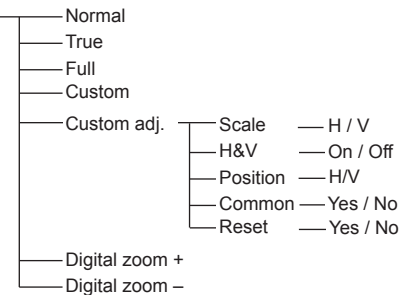 Normal
True
Full
Custom
Custom adj. Scale H / V
H&V On / Off
Position H/V
Common Yes / No
Reset Yes / No
Digital zoom +
Digital zoom –